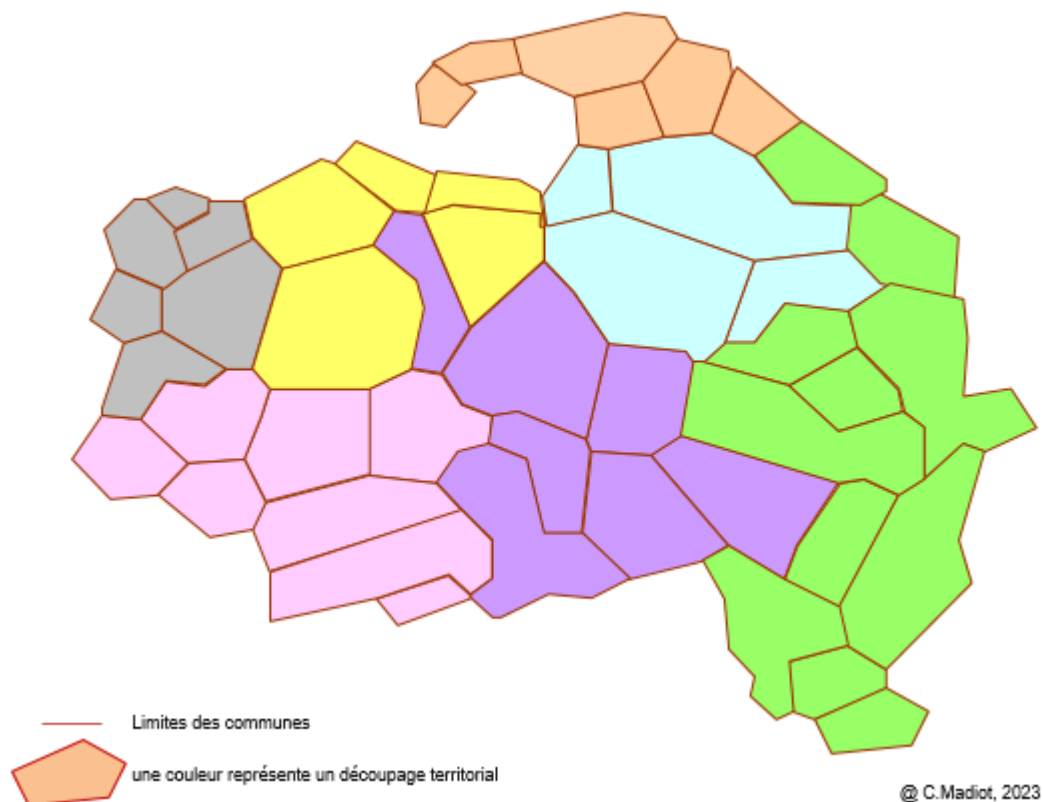 Limites des communes
une couleur représente un découpage territorial
@ C.Madiot, 2023